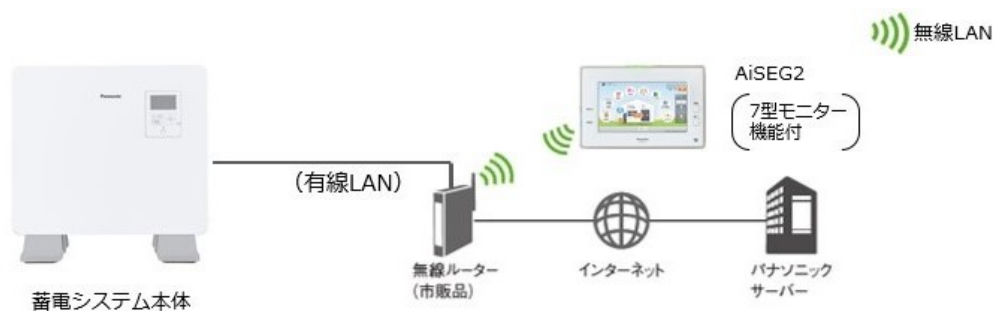 無線LAN
AiSEG2
7型モニター
機能付
Panasonic
(有線LAN)
無線ルーター
(市販品)
インターネット
パナソニック
サーバー
蓄電システム本体